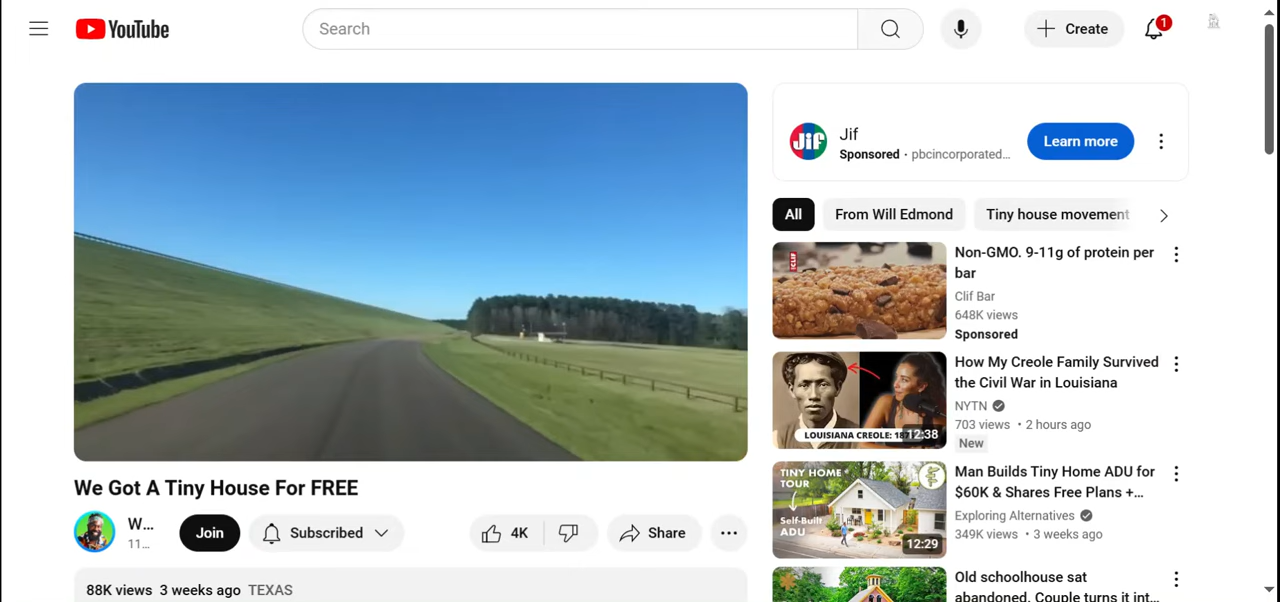 YouTube
Search
Create
1
Jif
Jif
Sponsored · pbcincorporated...
Learn more
All
From Will Edmond
Tiny house movement
CLIF
Non-GMO. 9-11g of protein per
bar
Clif Bar
648K views
Sponsored
LOUISIANA CREOLE: 18
12:38
How My Creole Family Survived
the Civil War in Louisiana
NYTN
703 views • 2 hours ago
New
TINY HOME
TOUR
Self-Built
ADU
12:29
Man Builds Tiny Home ADU for
$60K & Shares Free Plans +...
Exploring Alternatives
349K views • 3 weeks ago
Old schoolhouse sat
abandoned. Couple turns it int...
We Got A Tiny House For FREE
W...
11...
Join
Subscribed
4K
Share
88K views 3 weeks ago TEXAS